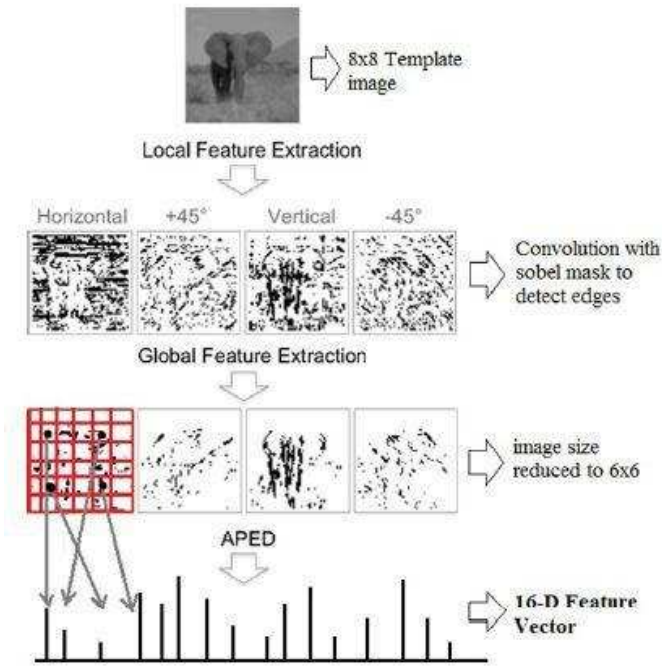 8x8 Template
image
Local Feature Extraction
Horizontal +45° Vertical -45°
Convolution with
sobel mask to
detect edges
Global Feature Extraction
image size
reduced to 6x6
APED
16-D Feature
Vector